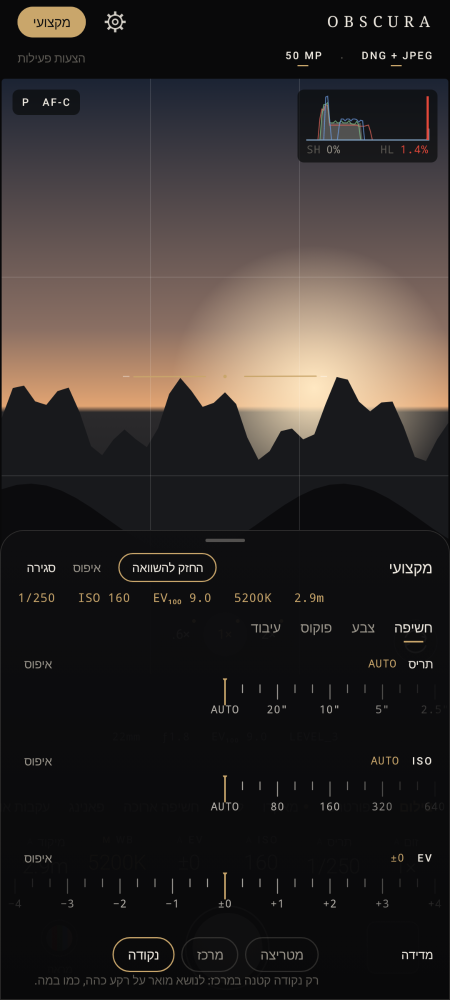 OBSCURA מקצועי
DNG + JPEG · 50 MP הצעות פעילות
P AF-C
SH 0% HL 1.4%
מקצועי החזק להשוואה איפוס סגירה
1/250 ISO 160 EV₁₀₀ 9.0 5200K 2.9m
חשיפה צבע פוקוס עיבוד
תריס AUTO איפוס
AUTO 20" 10" 5" 2.5"
ISO AUTO איפוס
AUTO 80 160 320 640
EV ±0 איפוס
−4 −3 −2 −1 ±0 +1 +2 +3 +4
מדידה מטריצה מרכז נקודה
רק נקודה קטנה במרכז: לנושא מואר על רקע כהה, כמו במה.